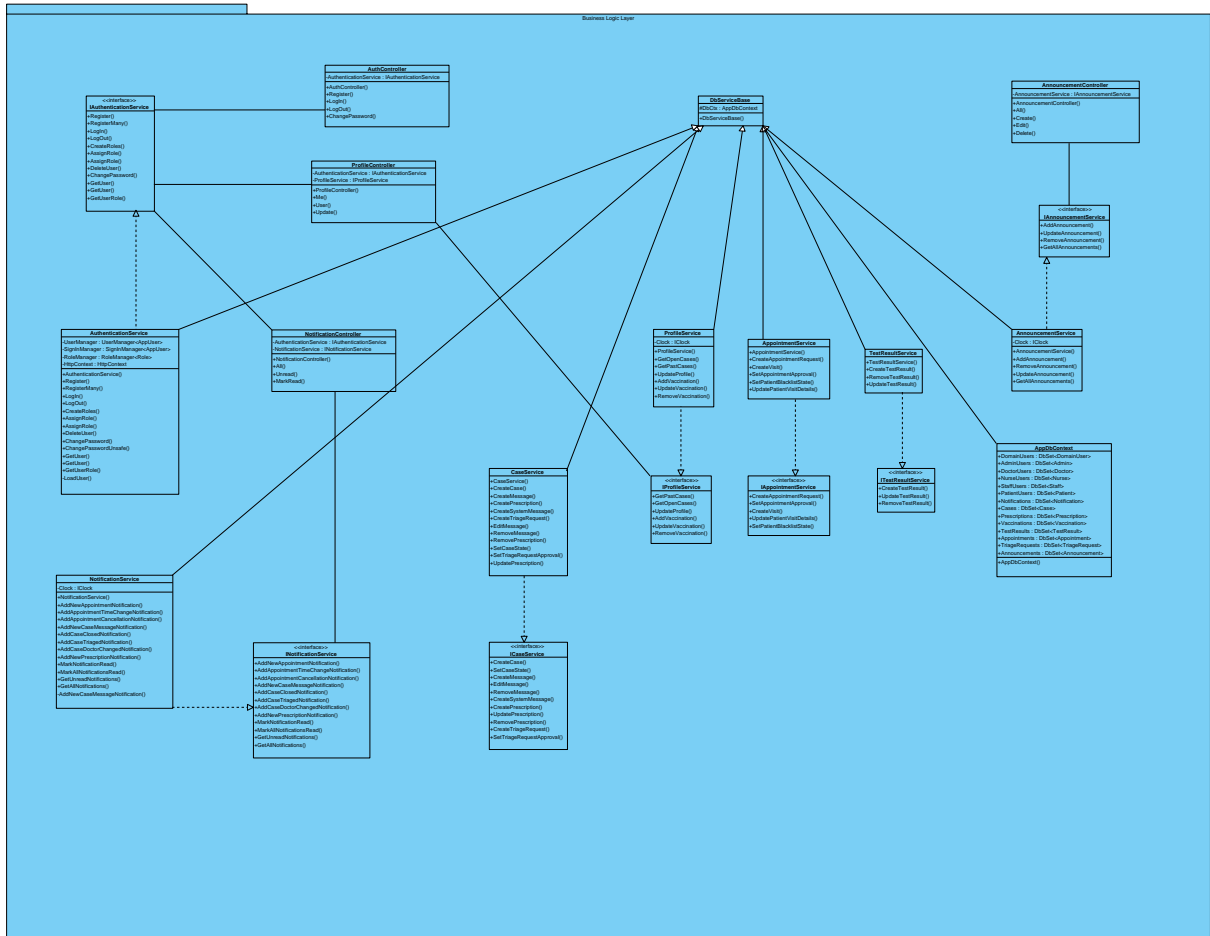 Business Logic Layer
AuthController
-AuthenticationService : IAuthenticationService
+AuthController()
+Register()
+LogIn()
+LogOut()
+ChangePassword()
<<interface>>
IAuthenticationService
+Register()
+RegisterMany()
+LogIn()
+LogOut()
+CreateRoles()
+AssignRole()
+AssignRole()
+DeleteUser()
+ChangePassword()
+GetUser()
+GetUser()
+GetUserRole()
DbServiceBase
#DbCtx : AppDbContext
+DbServiceBase()
AnnouncementController
-AnnouncementService : IAnnouncementService
+AnnouncementController()
+All()
+Create()
+Edit()
+Delete()
ProfileController
-AuthenticationService : IAuthenticationService
-ProfileService : IProfileService
+ProfileController()
+Me()
+User()
+Update()
<<interface>>
IAnnouncementService
+AddAnnouncement()
+UpdateAnnouncement()
+RemoveAnnouncement()
+GetAllAnnouncements()
AuthenticationService
-UserManager : UserManager<AppUser>
-SignInManager : SignInManager<AppUser>
-RoleManager : RoleManager<Role>
-HttpContext : HttpContext
+AuthenticationService()
+Register()
+RegisterMany()
+LogIn()
+LogOut()
+CreateRoles()
+AssignRole()
+AssignRole()
+DeleteUser()
+ChangePassword()
+ChangePasswordUnsafe()
+GetUser()
+GetUser()
+GetUserRole()
-LoadUser()
NotificationController
-AuthenticationService : IAuthenticationService
-NotificationService : INotificationService
+NotificationController()
+All()
+Unread()
+MarkRead()
ProfileService
-Clock : IClock
+ProfileService()
+GetOpenCases()
+GetPastCases()
+UpdateProfile()
+AddVaccination()
+UpdateVaccination()
+RemoveVaccination()
AppointmentService
+AppointmentService()
+CreateAppointmentRequest()
+CreateVisit()
+SetAppointmentApproval()
+SetPatientBlacklistState()
+UpdatePatientVisitDetails()
TestResultService
+TestResultService()
+CreateTestResult()
+RemoveTestResult()
+UpdateTestResult()
AnnouncementService
-Clock : IClock
+AnnouncementService()
+AddAnnouncement()
+RemoveAnnouncement()
+UpdateAnnouncement()
+GetAllAnnouncements()
AppDbContext
+DomainUsers : DbSet<DomainUser>
+AdminUsers : DbSet<Admin>
+DoctorUsers : DbSet<Doctor>
+NurseUsers : DbSet<Nurse>
+StaffUsers : DbSet<Staff>
+PatientUsers : DbSet<Patient>
+Notifications : DbSet<Notification>
+Cases : DbSet<Case>
+Prescriptions : DbSet<Prescription>
+Vaccinations : DbSet<Vaccination>
+TestResults : DbSet<TestResult>
+Appointments : DbSet<Appointment>
+TriageRequests : DbSet<TriageRequest>
+Announcements : DbSet<Announcement>
+AppDbContext()
CaseService
+CaseService()
+CreateCase()
+CreateMessage()
+CreatePrescription()
+CreateSystemMessage()
+CreateTriageRequest()
+EditMessage()
+RemoveMessage()
+RemovePrescription()
+SetCaseState()
+SetTriageRequestApproval()
+UpdatePrescription()
<<interface>>
IProfileService
+GetPastCases()
+GetOpenCases()
+UpdateProfile()
+AddVaccination()
+UpdateVaccination()
+RemoveVaccination()
<<interface>>
IAppointmentService
+CreateAppointmentRequest()
+SetAppointmentApproval()
+CreateVisit()
+UpdatePatientVisitDetails()
+SetPatientBlacklistState()
<<interface>>
ITestResultService
+CreateTestResult()
+UpdateTestResult()
+RemoveTestResult()
NotificationService
-Clock : IClock
+NotificationService()
+AddNewAppointmentNotification()
+AddAppointmentTimeChangeNotification()
+AddAppointmentCancellationNotification()
+AddNewCaseMessageNotification()
+AddCaseClosedNotification()
+AddCaseTriagedNotification()
+AddCaseDoctorChangedNotification()
+AddNewPrescriptionNotification()
+MarkNotificationRead()
+MarkAllNotificationsRead()
+GetUnreadNotifications()
+GetAllNotifications()
-AddNewCaseMessageNotification()
<<interface>>
INotificationService
+AddNewAppointmentNotification()
+AddAppointmentTimeChangeNotification()
+AddAppointmentCancellationNotification()
+AddNewCaseMessageNotification()
+AddCaseClosedNotification()
+AddCaseTriagedNotification()
+AddCaseDoctorChangedNotification()
+AddNewPrescriptionNotification()
+MarkNotificationRead()
+MarkAllNotificationsRead()
+GetUnreadNotifications()
+GetAllNotifications()
<<interface>>
ICaseService
+CreateCase()
+SetCaseState()
+CreateMessage()
+EditMessage()
+RemoveMessage()
+CreateSystemMessage()
+CreatePrescription()
+UpdatePrescription()
+RemovePrescription()
+CreateTriageRequest()
+SetTriageRequestApproval()